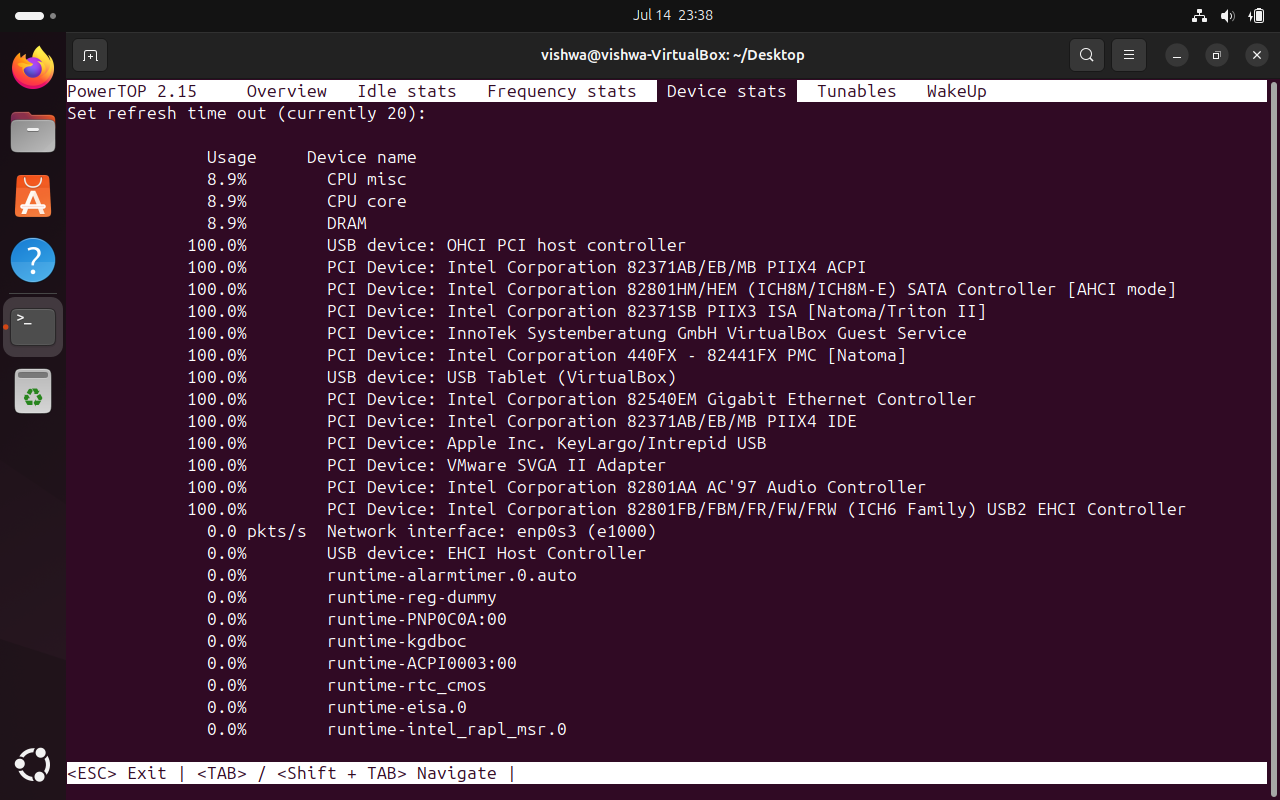 Jul 14 23:38
vishwa@vishwa-VirtualBox: ~/Desktop
PowerTOP 2.15 Overview Idle stats Frequency stats Device stats Tunables WakeUp
Set refresh time out (currently 20):
Usage Device name
8.9% CPU misc
8.9% CPU core
8.9% DRAM
100.0% USB device: OHCI PCI host controller
100.0% PCI Device: Intel Corporation 82371AB/EB/MB PIIX4 ACPI
100.0% PCI Device: Intel Corporation 82801HM/HEM (ICH8M/ICH8M-E) SATA Controller [AHCI mode]
100.0% PCI Device: Intel Corporation 82371SB PIIX3 ISA [Natoma/Triton II]
100.0% PCI Device: InnoTek Systemberatung GmbH VirtualBox Guest Service
100.0% PCI Device: Intel Corporation 440FX - 82441FX PMC [Natoma]
100.0% USB device: USB Tablet (VirtualBox)
100.0% PCI Device: Intel Corporation 82540EM Gigabit Ethernet Controller
100.0% PCI Device: Intel Corporation 82371AB/EB/MB PIIX4 IDE
100.0% PCI Device: Apple Inc. KeyLargo/Intrepid USB
100.0% PCI Device: VMware SVGA II Adapter
100.0% PCI Device: Intel Corporation 82801AA AC'97 Audio Controller
100.0% PCI Device: Intel Corporation 82801FB/FBM/FR/FW/FRW (ICH6 Family) USB2 EHCI Controller
0.0 pkts/s Network interface: enp0s3 (e1000)
0.0% USB device: EHCI Host Controller
0.0% runtime-alarmtimer.0.auto
0.0% runtime-reg-dummy
0.0% runtime-PNP0C0A:00
0.0% runtime-kgdboc
0.0% runtime-ACPI0003:00
0.0% runtime-rtc_cmos
0.0% runtime-eisa.0
0.0% runtime-intel_rapl_msr.0
<ESC> Exit | <TAB> / <Shift + TAB> Navigate |